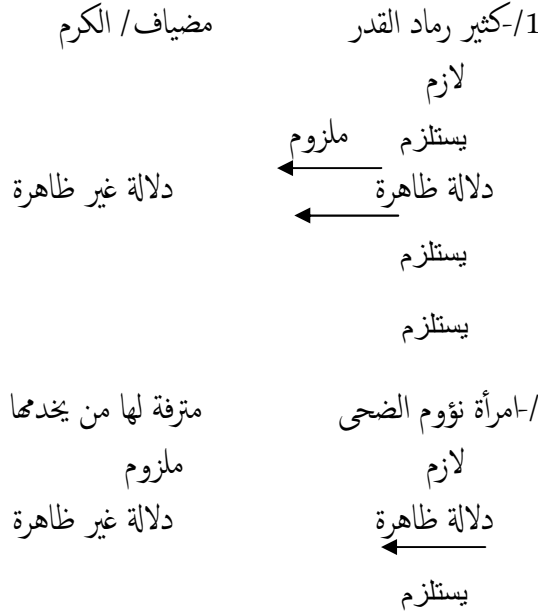 1/-كثير رماد القدر مضياف/ الكرم
لازم
يستلزم ملزوم
دلالة ظاهرة دلالة غير ظاهرة
يستلزم
يستلزم
/-امرأة نؤوم الضحى مترفة لها من يخدمها
لازم ملزوم
دلالة ظاهرة دلالة غير ظاهرة
يستلزم